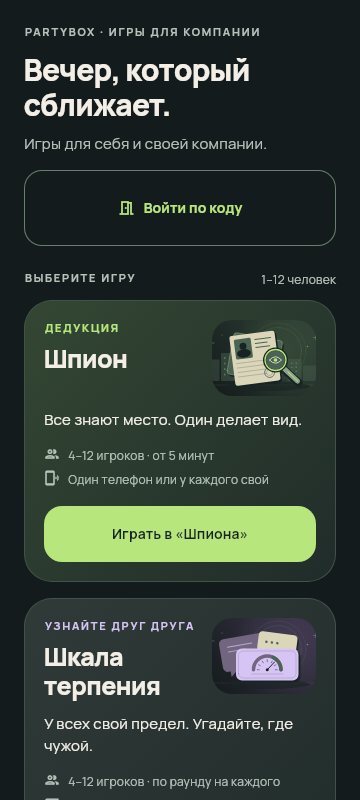 PARTYBOX · ИГРЫ ДЛЯ КОМПАНИИ
Вечер, который
сближает.
Игры для себя и своей компании.
Войти по коду
ВЫБЕРИТЕ ИГРУ
1–12 человек
ДЕДУКЦИЯ
Шпион
Все знают место. Один делает вид.
4–12 игроков · от 5 минут
Один телефон или у каждого свой
Играть в «Шпиона»
УЗНАЙТЕ ДРУГ ДРУГА
Шкала
терпения
У всех свой предел. Угадайте, где
чужой.
4–12 игроков · по раунду на каждого